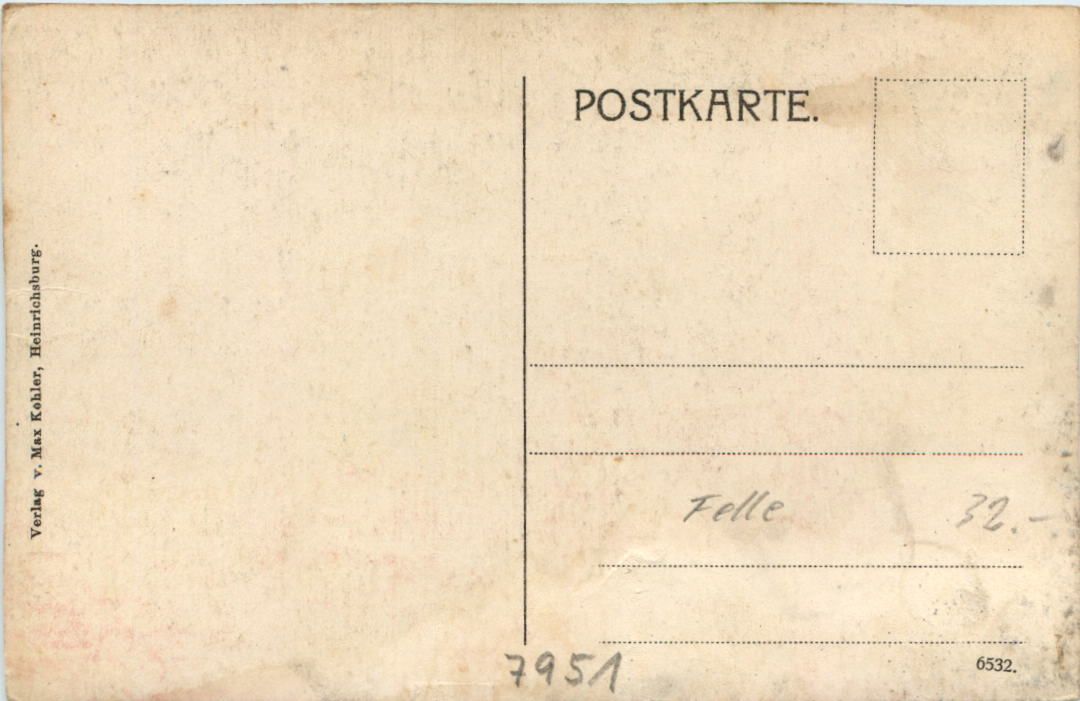 POSTKARTE.
Verlag v. Max Kohler, Heinrichsburg.
Felle 32.-
7951
6532.